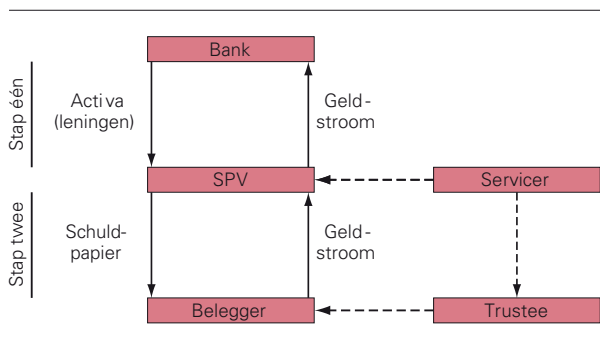 Bank
Stap één
Activa
(leningen)
Geld-
stroom
SPV
Servicer
Stap twee
Schuld-
papier
Geld-
stroom
Belegger
Trustee